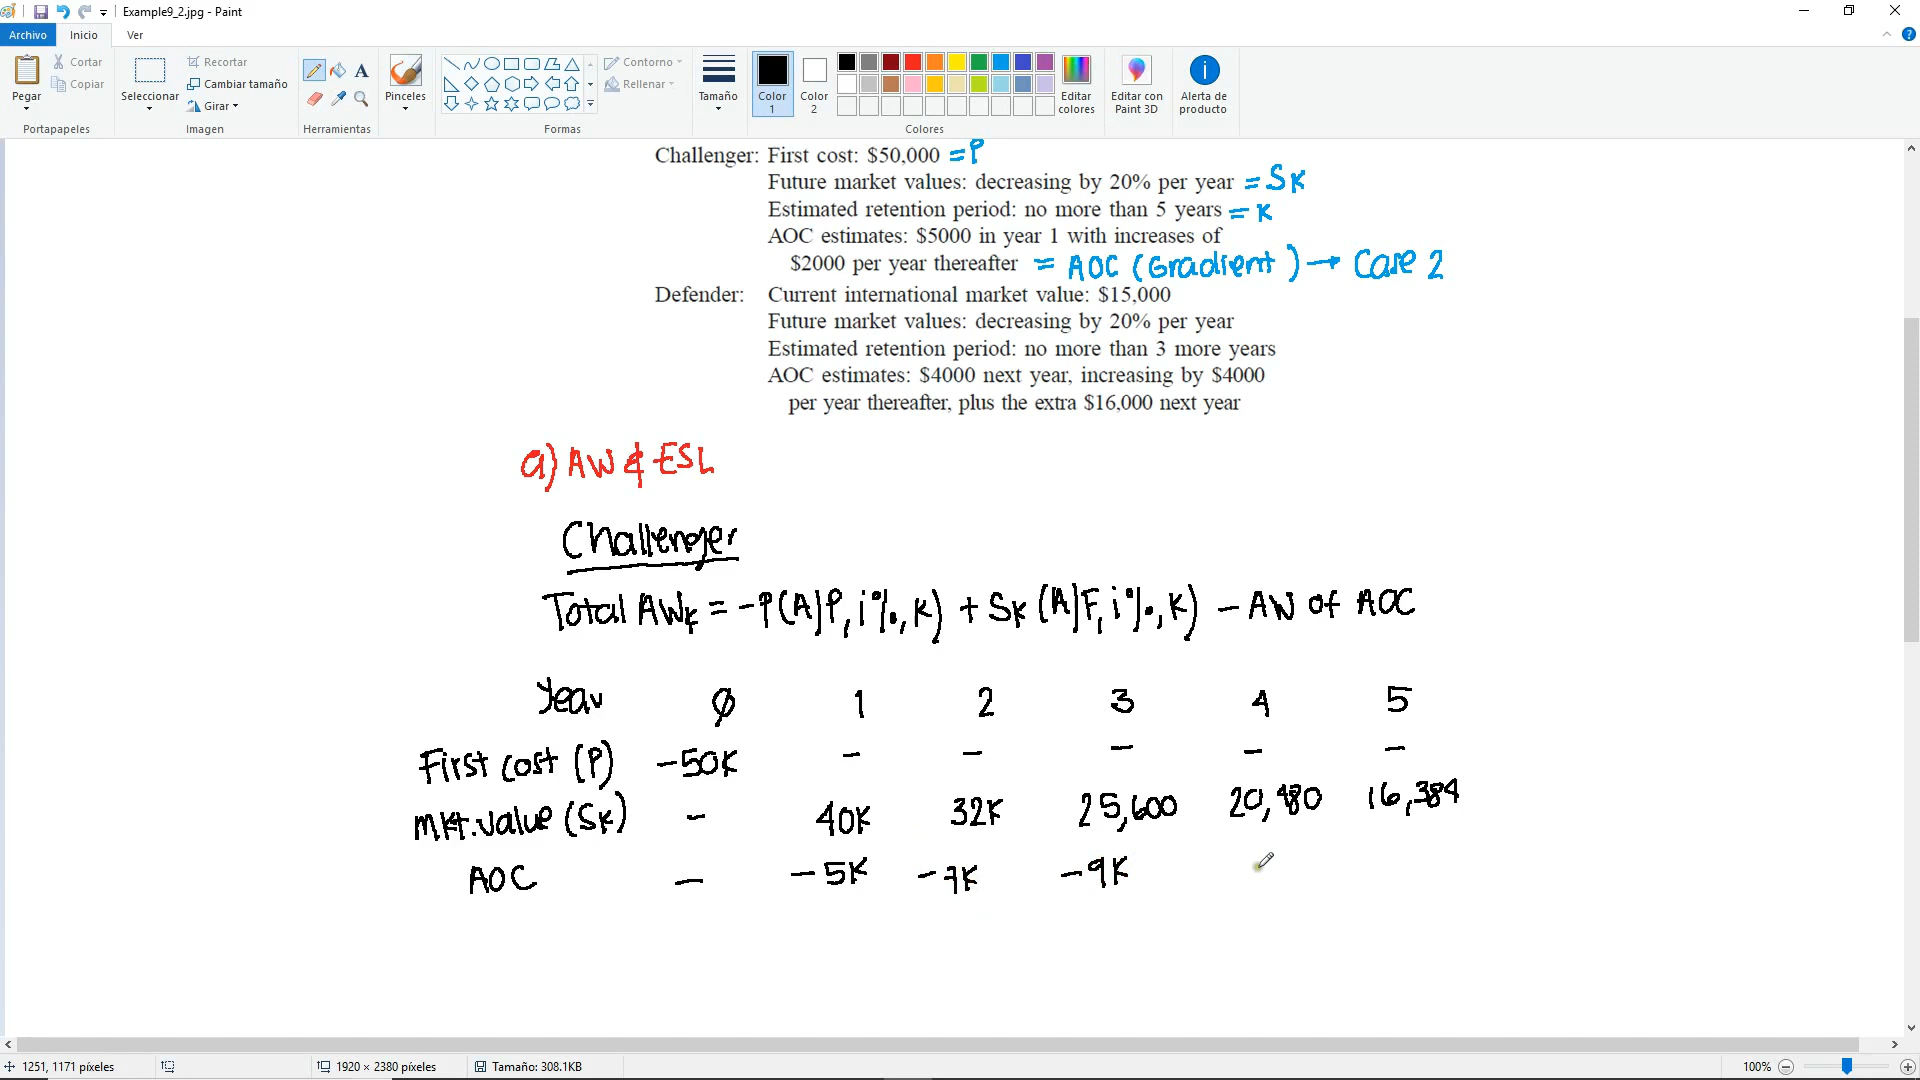 Example9_2.jpg - Paint
Archivo Inicio Ver
Pegar
Cortar
Copiar
Portapapeles
Seleccionar
Recortar
Cambiar tamaño
Girar
Imagen
A
Herramientas
Pinceles
Contorno
Rellenar
Formas
Tamaño
Color 1
Color 2
Editar colores
Colores
Editar con Paint 3D
Alerta de producto
Challenger: First cost: $50,000 = P
Future market values: decreasing by 20% per year = SK
Estimated retention period: no more than 5 years = K
AOC estimates: $5000 in year 1 with increases of
$2000 per year thereafter = AOC (Gradient) → Case 2
Defender: Current international market value: $15,000
Future market values: decreasing by 20% per year
Estimated retention period: no more than 3 more years
AOC estimates: $4000 next year, increasing by $4000
per year thereafter, plus the extra $16,000 next year
a) AW & ESL
Challenger
Total AWK = -P(A|P, i%, K) + SK (A|F, i%, K) - AW of AOC
Year 0 1 2 3 4 5
First cost (P) -50K - - - - -
Mkt. Value (SK) - 40K 32K 25,600 20,480 16,384
AOC - -5K -7K -9K
1251, 1171 píxeles
1920 × 2380 píxeles
Tamaño: 308.1KB
100%